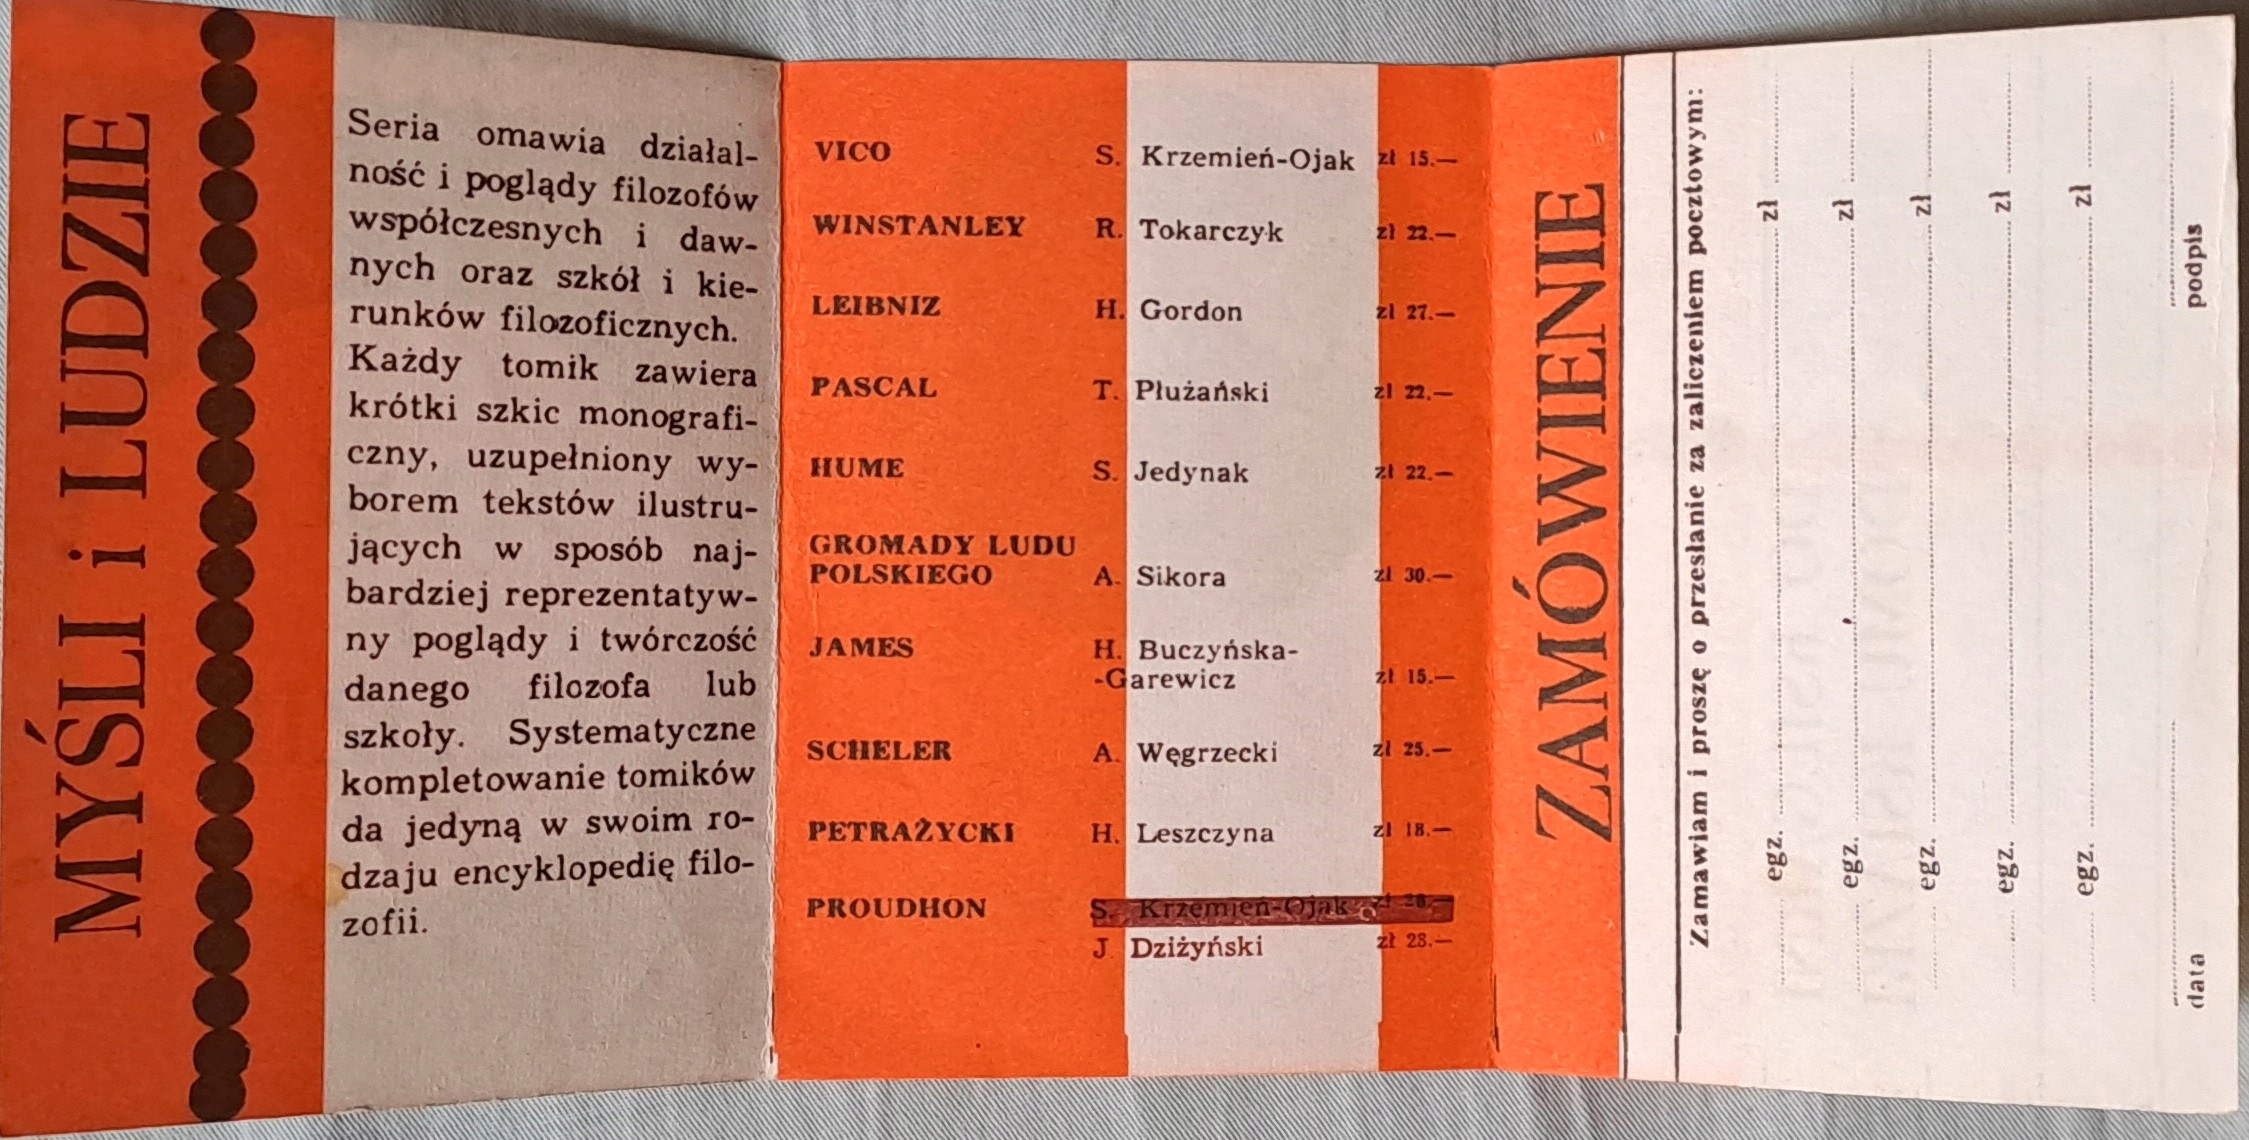 MYŚLI i LUDZIE
Seria omawia działal-
ność i poglądy filozofów
współczesnych i daw-
nych oraz szkół i kie-
runków filozoficznych.
Każdy tomik zawiera
krótki szkic monografi-
czny, uzupełniony wy-
borem tekstów ilustru-
jących w sposób naj-
bardziej reprezentatyw-
ny poglądy i twórczość
danego filozofa lub
szkoły. Systematyczne
kompletowanie tomików
da jedyną w swoim ro-
dzaju encyklopedię filo-
zofii.
VICO S. Krzemień-Ojak zł 15.—
WINSTANLEY R. Tokarczyk zł 22.—
LEIBNIZ H. Gordon zł 27.—
PASCAL T. Płużański zł 22.—
HUME S. Jedynak zł 22.—
GROMADY LUDU
POLSKIEGO A. Sikora zł 30.—
JAMES H. Buczyńska-
-Garewicz zł 15.—
SCHELER A. Węgrzecki zł 25.—
PETRAŻYCKI H. Leszczyna zł 18.—
PROUDHON S. Krzemień-Ojak zł 28.—
J. Dziżyński zł 28.—
ZAMÓWIENIE
Zamawiam i proszę o przesłanie za zaliczeniem pocztowym:
egz. zł
egz. zł
egz. zł
egz. zł
egz. zł
data podpis